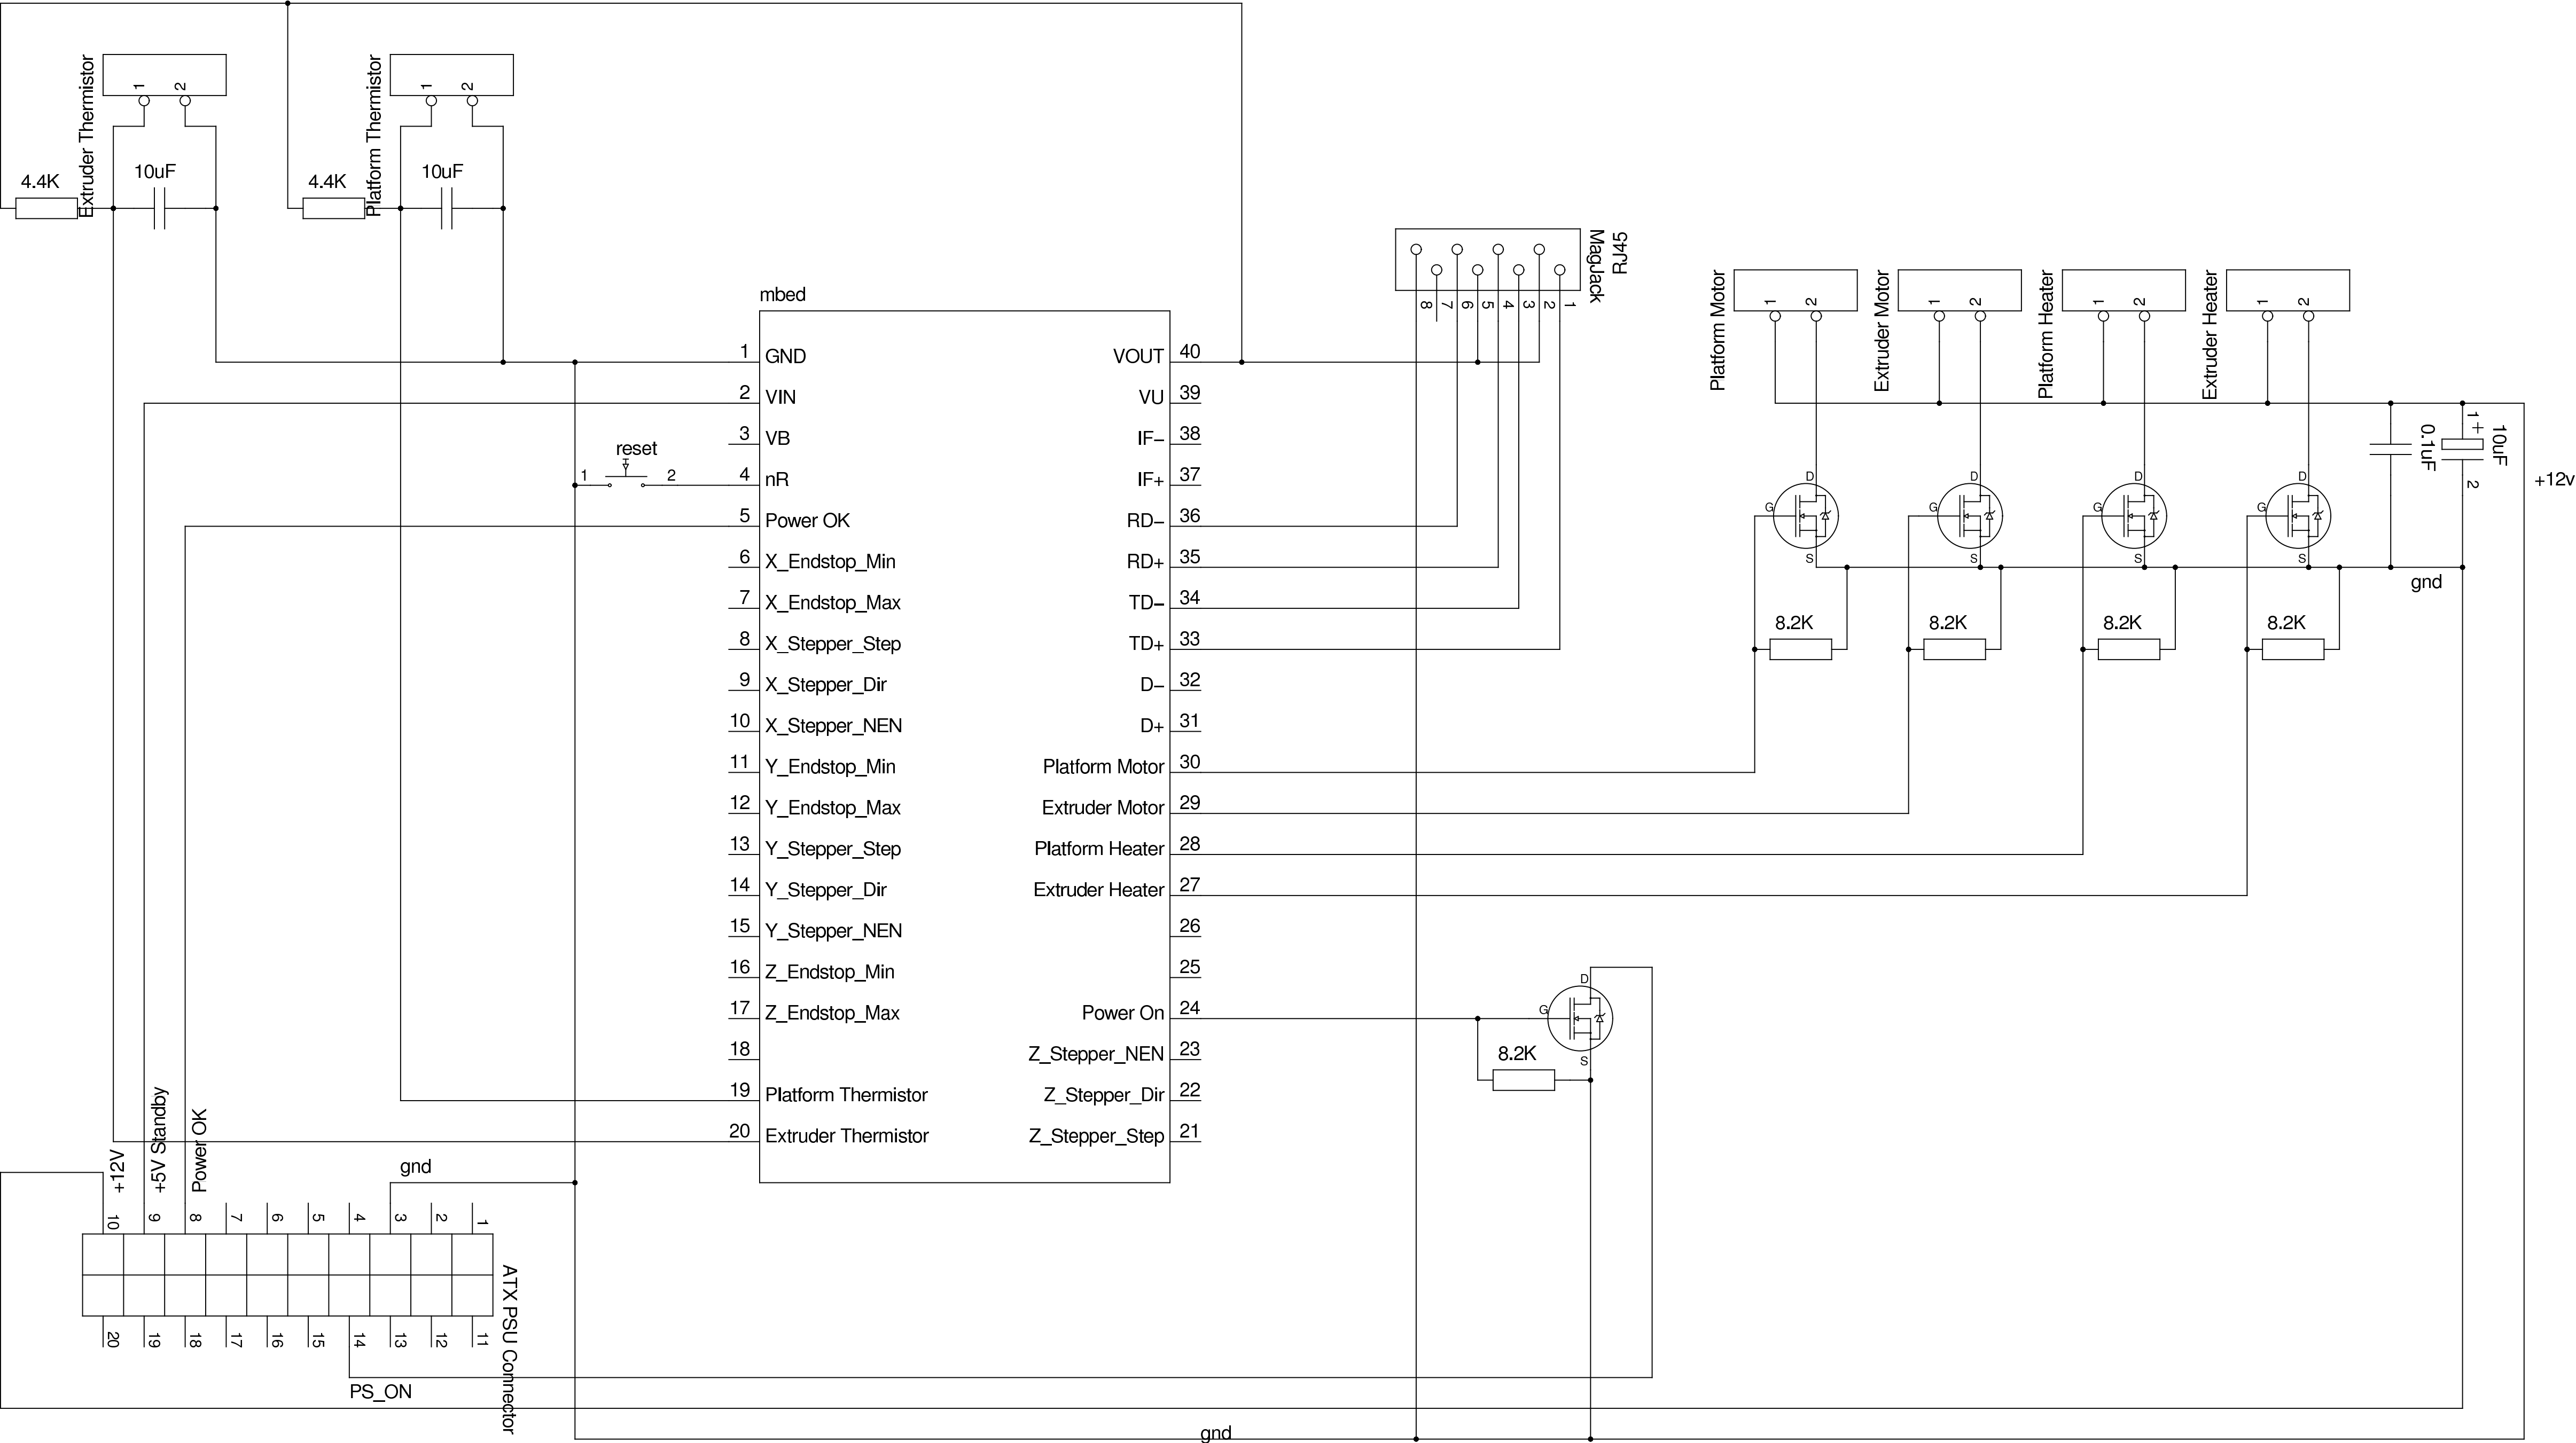 Extruder Thermistor
1
2
4.4K
10uF
Platform Thermistor
1
2
4.4K
10uF
RJ45
MagJack
8
7
6
5
4
3
2
1
mbed
1 GND
2 VIN
3 VB
4 nR
5 Power OK
6 X_Endstop_Min
7 X_Endstop_Max
8 X_Stepper_Step
9 X_Stepper_Dir
10 X_Stepper_NEN
11 Y_Endstop_Min
12 Y_Endstop_Max
13 Y_Stepper_Step
14 Y_Stepper_Dir
15 Y_Stepper_NEN
16 Z_Endstop_Min
17 Z_Endstop_Max
18
19 Platform Thermistor
20 Extruder Thermistor
VOUT 40
VU 39
IF− 38
IF+ 37
RD− 36
RD+ 35
TD− 34
TD+ 33
D− 32
D+ 31
Platform Motor 30
Extruder Motor 29
Platform Heater 28
Extruder Heater 27
26
25
Power On 24
Z_Stepper_NEN 23
Z_Stepper_Dir 22
Z_Stepper_Step 21
reset
1
2
Platform Motor
1
2
Extruder Motor
1
2
Platform Heater
1
2
Extruder Heater
1
2
D
G
S
D
G
S
D
G
S
D
G
S
8.2K
8.2K
8.2K
8.2K
0.1uF
1
+
10uF
2
+12v
gnd
D
G
S
8.2K
+12V
+5V Standby
Power OK
gnd
10
9
8
7
6
5
4
3
2
1
20
19
18
17
16
15
14
13
12
11
ATX PSU Connector
PS_ON
gnd